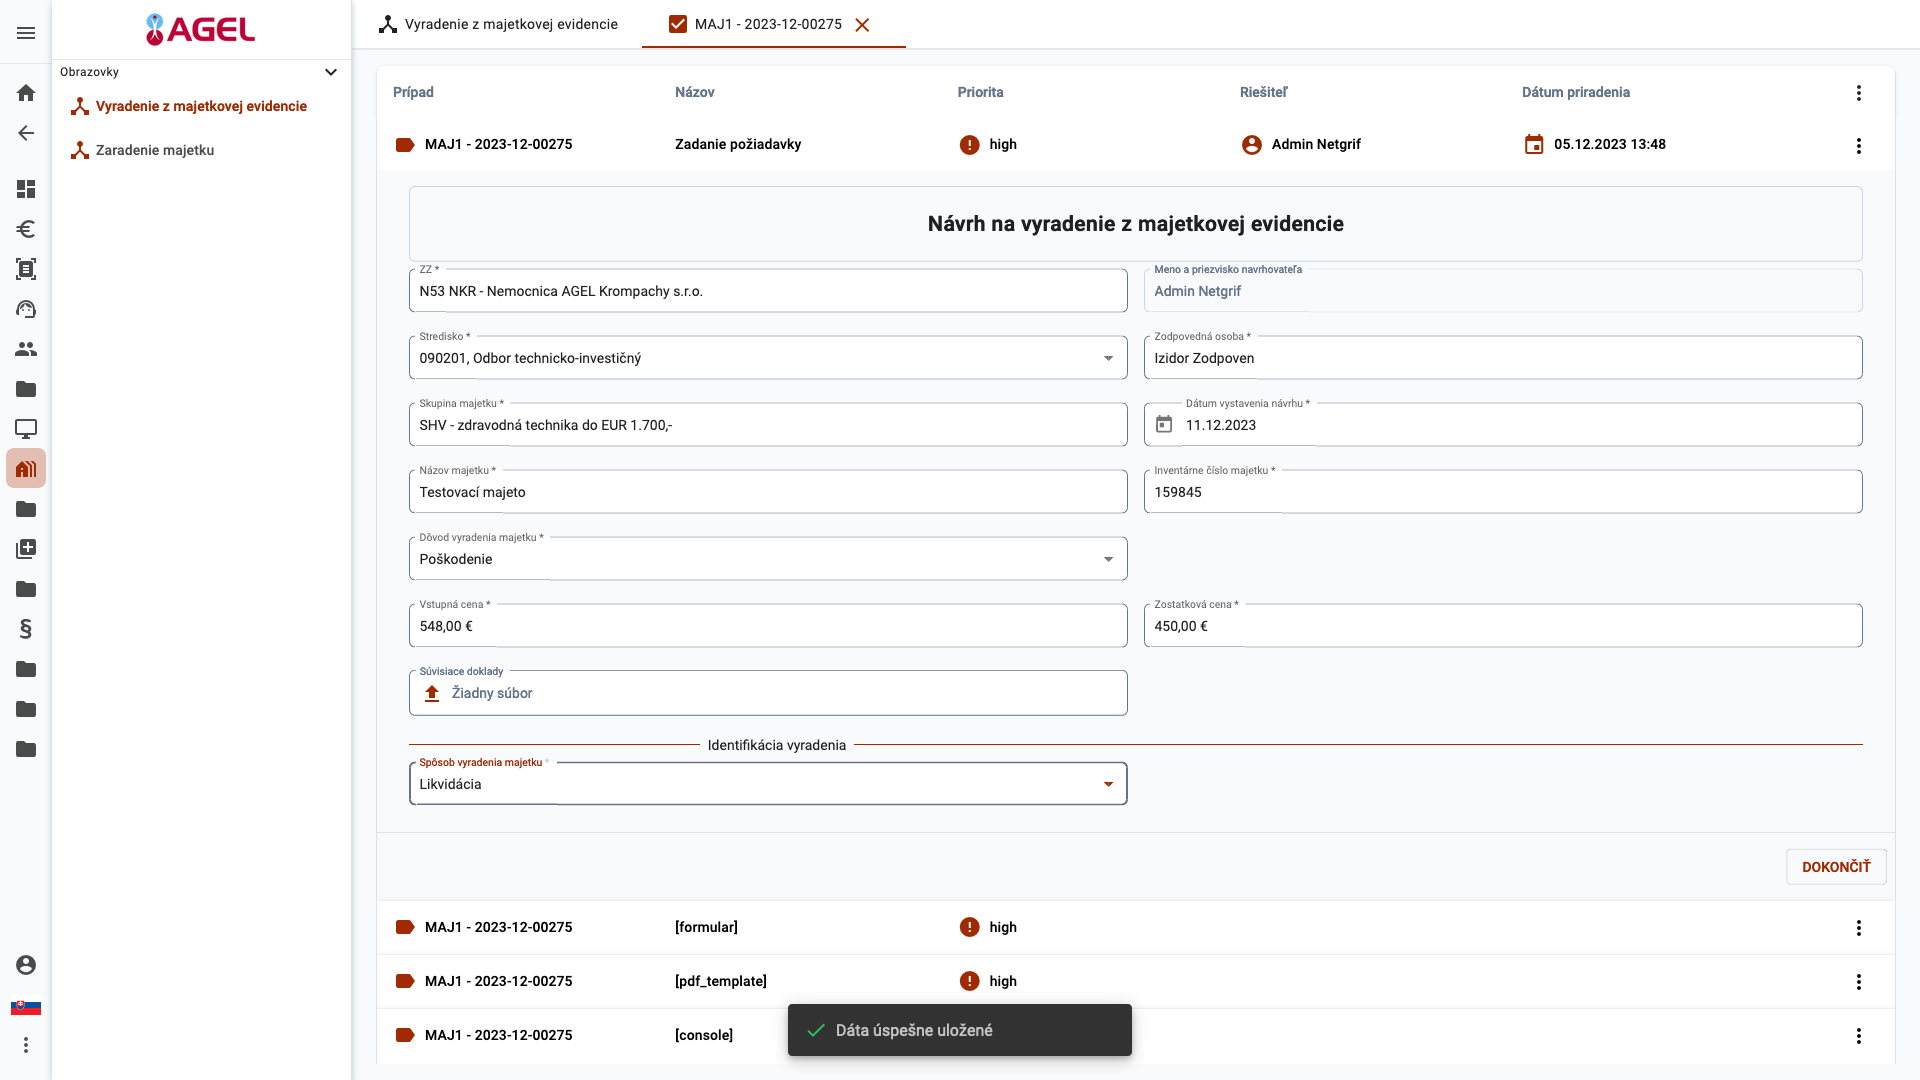 AGEL
Obrazovky
Vyradenie z majetkovej evidencie
Zaradenie majetku
§
Vyradenie z majetkovej evidencie
MAJ1 - 2023-12-00275
Prípad Názov Priorita Riešiteľ Dátum priradenia
MAJ1 - 2023-12-00275 Zadanie požiadavky high Admin Netgrif 05.12.2023 13:48
Návrh na vyradenie z majetkovej evidencie
ZZ *
N53 NKR - Nemocnica AGEL Krompachy s.r.o.
Meno a priezvisko navrhovateľa
Admin Netgrif
Stredisko *
090201, Odbor technicko-investičný
Zodpovedná osoba *
Izidor Zodpoven
Skupina majetku *
SHV - zdravodná technika do EUR 1.700,-
Dátum vystavenia návrhu *
11.12.2023
Názov majetku *
Testovací majeto
Inventárne číslo majetku *
159845
Dôvod vyradenia majetku *
Poškodenie
Vstupná cena *
548,00 €
Zostatková cena *
450,00 €
Súvisiace doklady
Žiadny súbor
Identifikácia vyradenia
Spôsob vyradenia majetku *
Likvidácia
DOKONČIŤ
MAJ1 - 2023-12-00275 [formular] high
MAJ1 - 2023-12-00275 [pdf_template] high
MAJ1 - 2023-12-00275 [console]
Dáta úspešne uložené